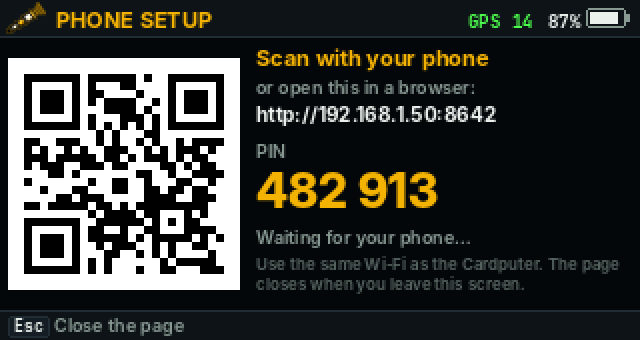 PHONE SETUP
GPS 14 87%
Scan with your phone
or open this in a browser:
http://192.168.1.50:8642
PIN
482 913
Waiting for your phone...
Use the same Wi-Fi as the Cardputer. The page
closes when you leave this screen.
Esc Close the page